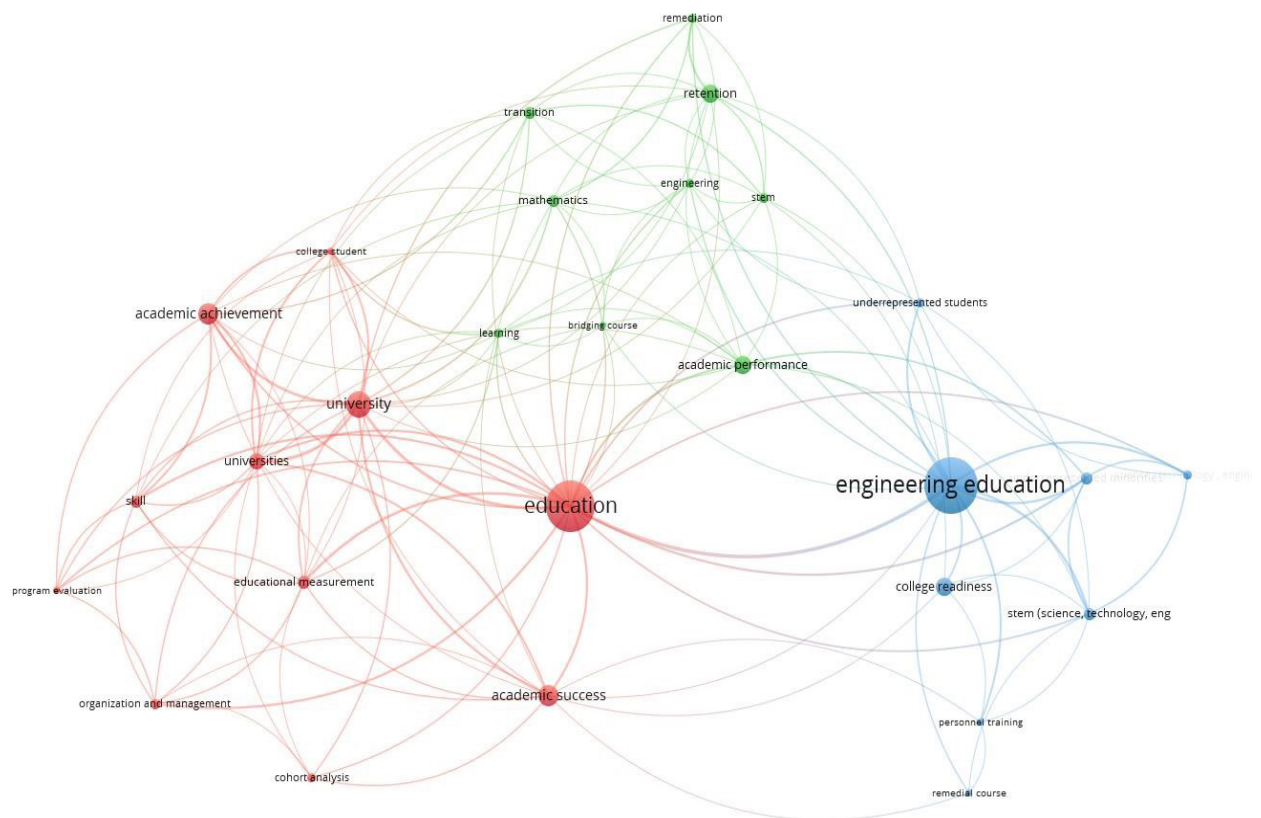 remediation
retention
transition
engineering
stem
mathematics
college student
underrepresented students
academic achievement
bridging course
learning
academic performance
university
universities
engineering education
minorities
skill
education
educational measurement
college readiness
program evaluation
stem (science, technology, eng
academic success
organization and management
personnel training
cohort analysis
remedial course